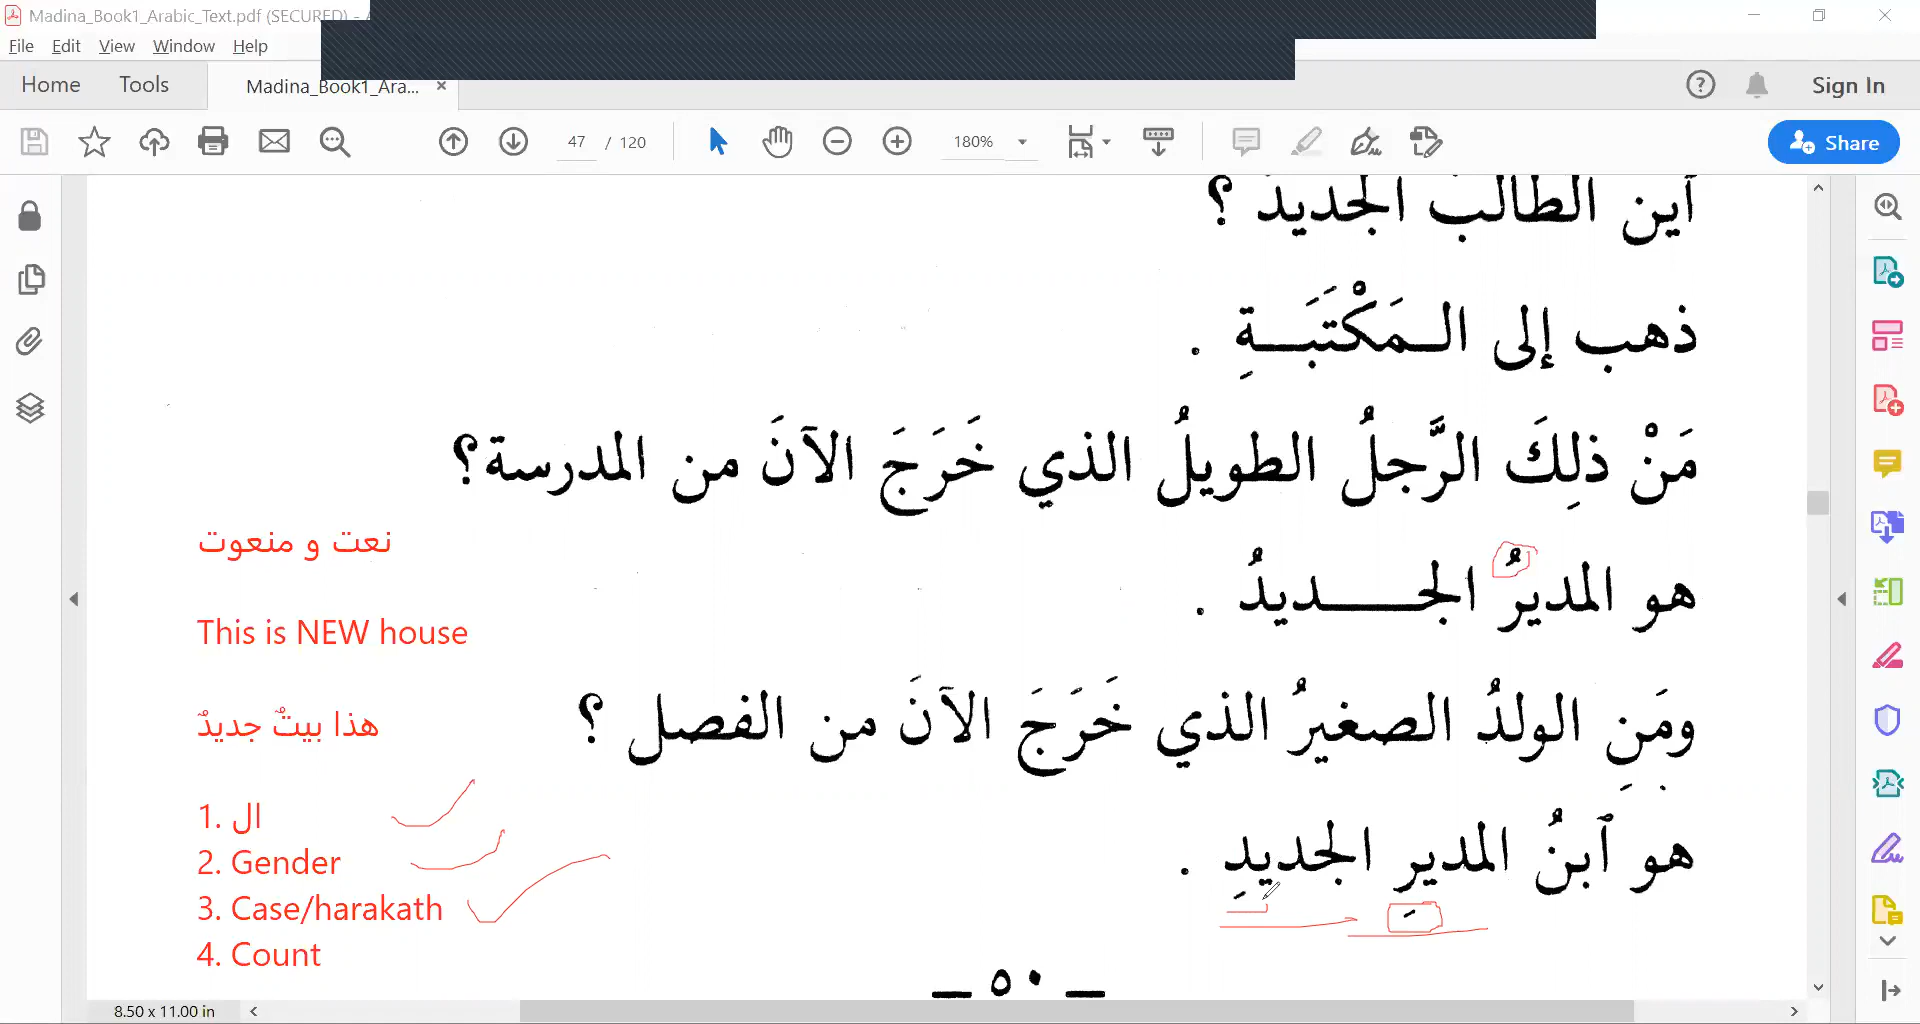 Madina_Book1_Arabic_Text.pdf (SECURED) -
File Edit View Window Help
Home Tools Madina_Book1_Ara... × Sign In
47 / 120 180% Share
أين الطالبُ الجديدُ ؟
ذهب إلى الـمَكْتَبَـةِ .
مَنْ ذلِكَ الرَّجلُ الطويلُ الذي خَرَجَ الآنَ من المدرسة؟
نعت و منعوت
هو المديرُ الجـديدُ .
This is NEW house
ومَنِ الولدُ الصغيرُ الذي خَرَجَ الآنَ من الفصل ؟
هذا بيتٌ جديدٌ
1. ال
2. Gender
هو ٱبنُ المديرِ الجديدِ .
3. Case/harakath
4. Count
– ٥٠ –
8.50 x 11.00 in